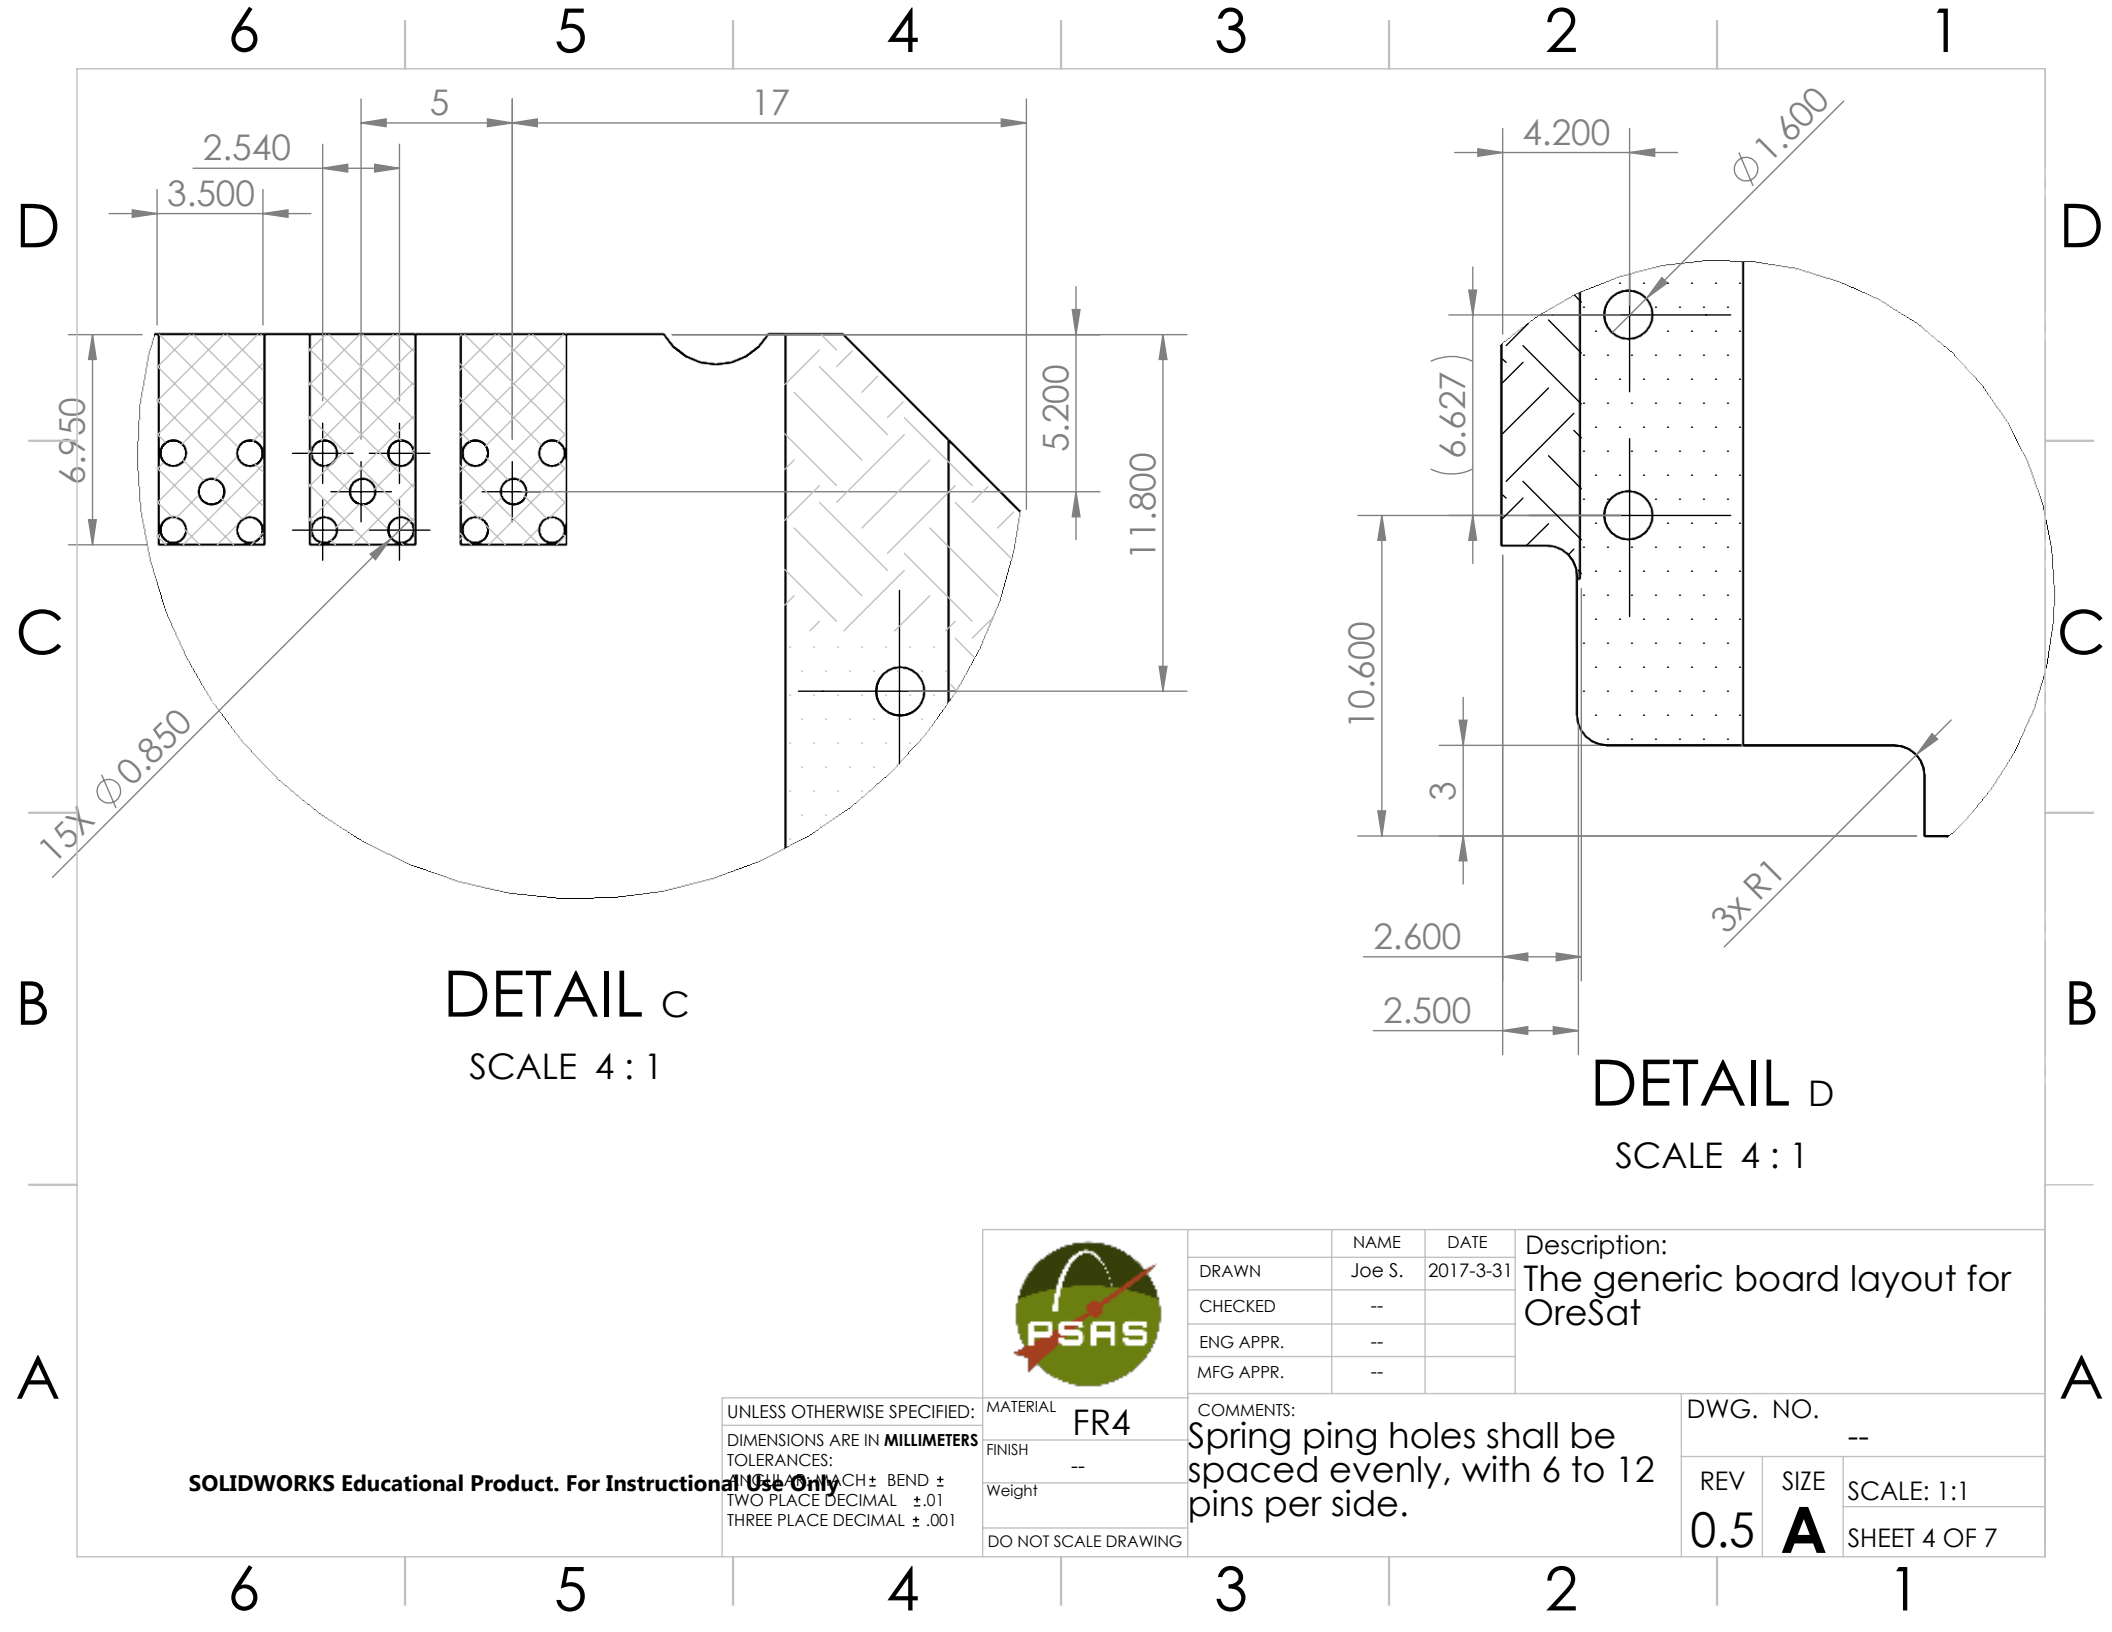 6 5 4 3 2 1
D D
C C
B B
A A
5
17
2.540
3.500
6.950
5.200
11.800
15X ∅0.850
DETAIL C
SCALE 4 : 1
4.200
∅1.600
(6.627)
10.600
3
3x R1
2.600
2.500
DETAIL D
SCALE 4 : 1
PSAS
NAME DATE
DRAWN Joe S. 2017-3-31
CHECKED --
ENG APPR. --
MFG APPR. --
Description:
The generic board layout for
OreSat
UNLESS OTHERWISE SPECIFIED:
DIMENSIONS ARE IN MILLIMETERS
TOLERANCES:
ANGULAR: MACH± BEND ±
TWO PLACE DECIMAL ±.01
THREE PLACE DECIMAL ± .001
MATERIAL FR4
FINISH
--
Weight
DO NOT SCALE DRAWING
COMMENTS:
Spring ping holes shall be
spaced evenly, with 6 to 12
pins per side.
DWG. NO.
--
REV
0.5
SIZE
A
SCALE: 1:1
SHEET 4 OF 7
SOLIDWORKS Educational Product. For Instructional Use Only
6 5 4 3 2 1